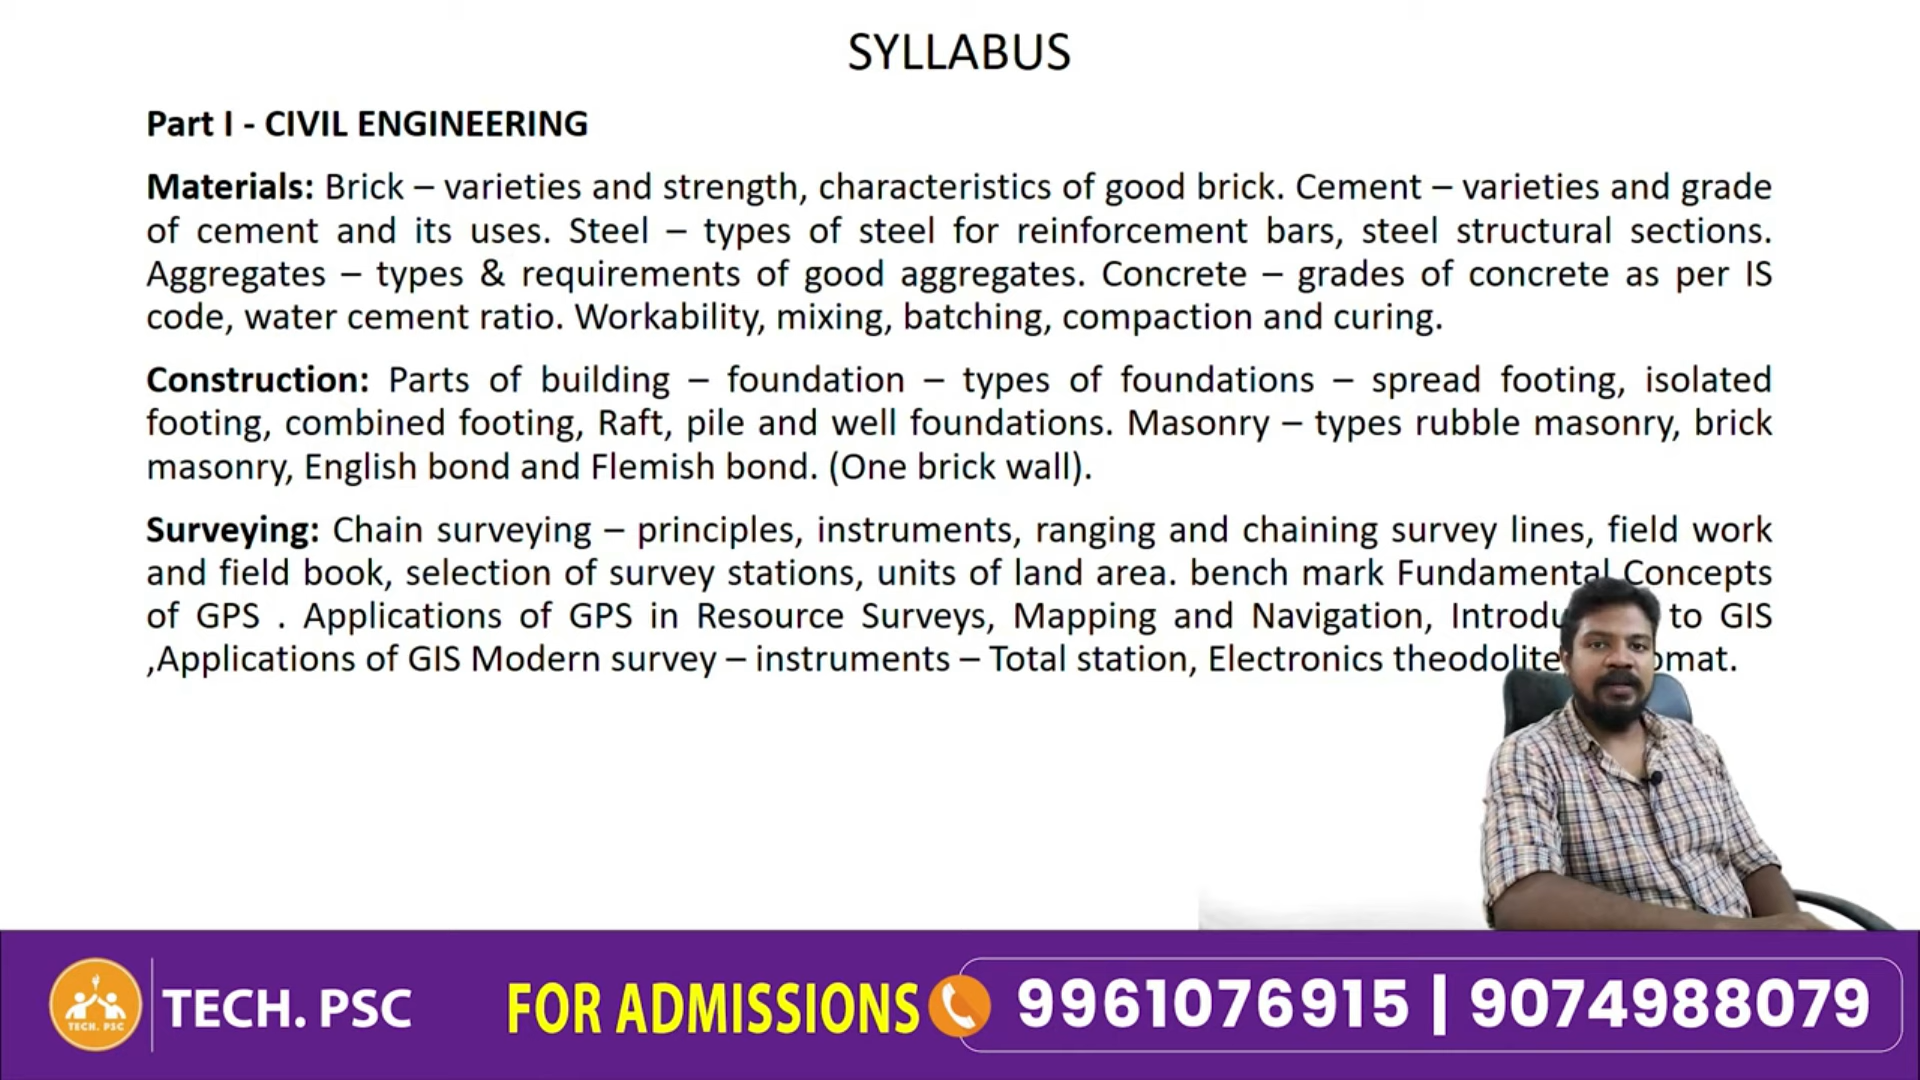 SYLLABUS
Part I - CIVIL ENGINEERING
Materials: Brick – varieties and strength, characteristics of good brick. Cement – varieties and grade
of cement and its uses. Steel – types of steel for reinforcement bars, steel structural sections.
Aggregates – types & requirements of good aggregates. Concrete – grades of concrete as per IS
code, water cement ratio. Workability, mixing, batching, compaction and curing.
Construction: Parts of building – foundation – types of foundations – spread footing, isolated
footing, combined footing, Raft, pile and well foundations. Masonry – types rubble masonry, brick
masonry, English bond and Flemish bond. (One brick wall).
Surveying: Chain surveying – principles, instruments, ranging and chaining survey lines, field work
and field book, selection of survey stations, units of land area. bench mark Fundamental Concepts
of GPS . Applications of GPS in Resource Surveys, Mapping and Navigation, to GIS
,Applications of GIS Modern survey – instruments – Total station, Electronics theodolite
TECH. PSC
TECH. PSC
FOR ADMISSIONS
9961076915 | 9074988079